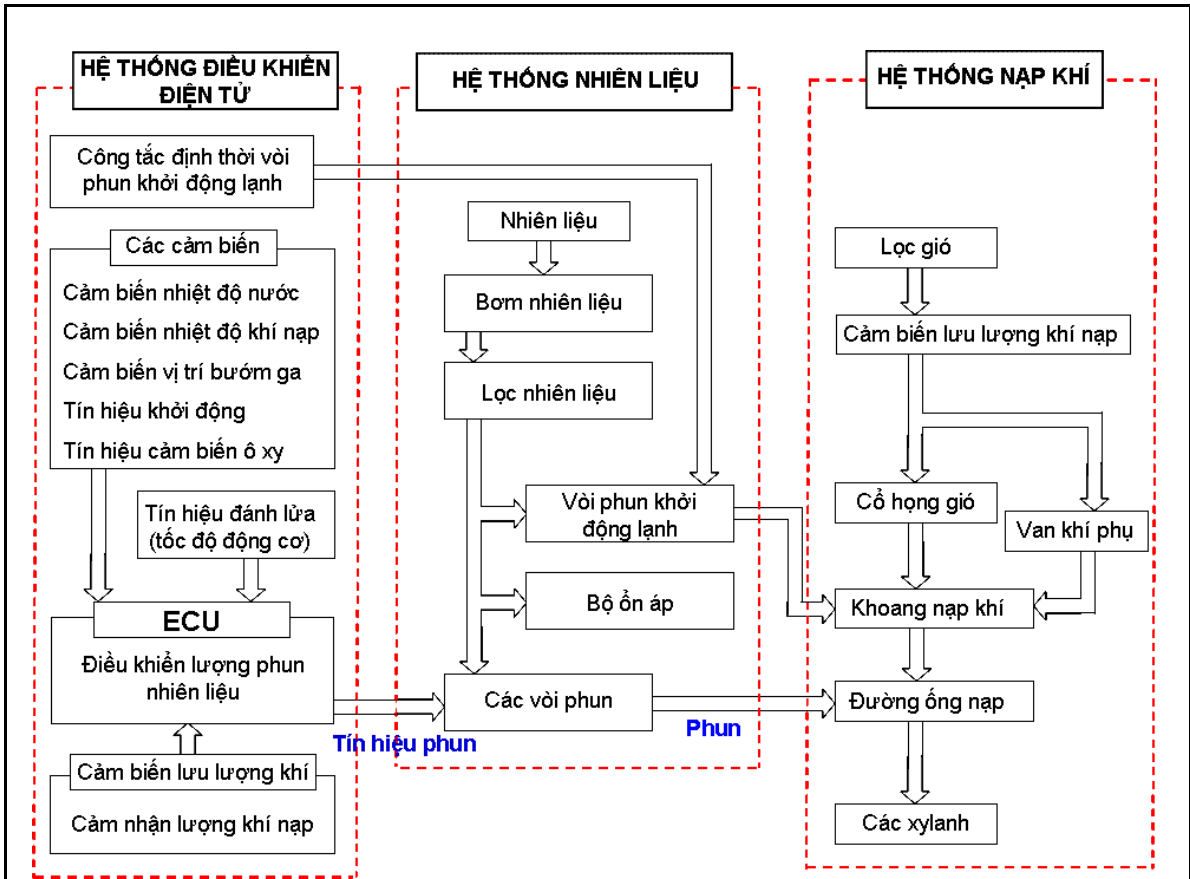 HỆ THỐNG ĐIỀU KHIỂN
ĐIỆN TỬ
Công tắc định thời vòi
phun khởi động lạnh
Các cảm biến
Cảm biến nhiệt độ nước
Cảm biến nhiệt độ khí nạp
Cảm biến vị trí bướm ga
Tín hiệu khởi động
Tín hiệu cảm biến ô xy
Tín hiệu đánh lửa
(tốc độ động cơ)
ECU
Điều khiển lượng phun
nhiên liệu
Cảm biến lưu lượng khí
Cảm nhận lượng khí nạp
Tín hiệu phun
HỆ THỐNG NHIÊN LIỆU
Nhiên liệu
Bơm nhiên liệu
Lọc nhiên liệu
Vòi phun khởi
động lạnh
Bộ ổn áp
Các vòi phun
Phun
HỆ THỐNG NẠP KHÍ
Lọc gió
Cảm biến lưu lượng khí nạp
Cổ họng gió
Van khí phụ
Khoang nạp khí
Đường ống nạp
Các xylanh